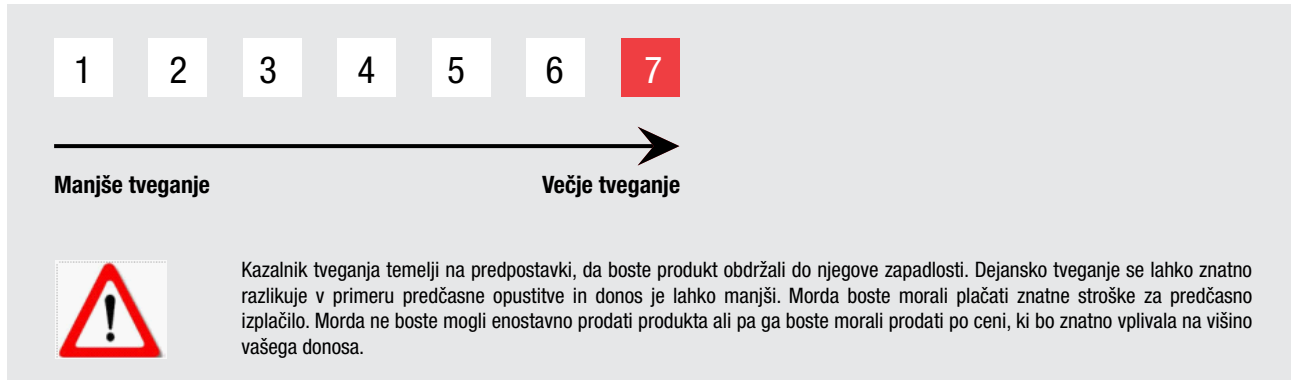 1 2 3 4 5 6 7
Manjše tveganje Večje tveganje
Kazalnik tveganja temelji na predpostavki, da boste produkt obdržali do njegove zapadlosti. Dejansko tveganje se lahko znatno
razlikuje v primeru predčasne opustitve in donos je lahko manjši. Morda boste morali plačati znatne stroške za predčasno
izplačilo. Morda ne boste mogli enostavno prodati produkta ali pa ga boste morali prodati po ceni, ki bo znatno vplivala na višino
vašega donosa.